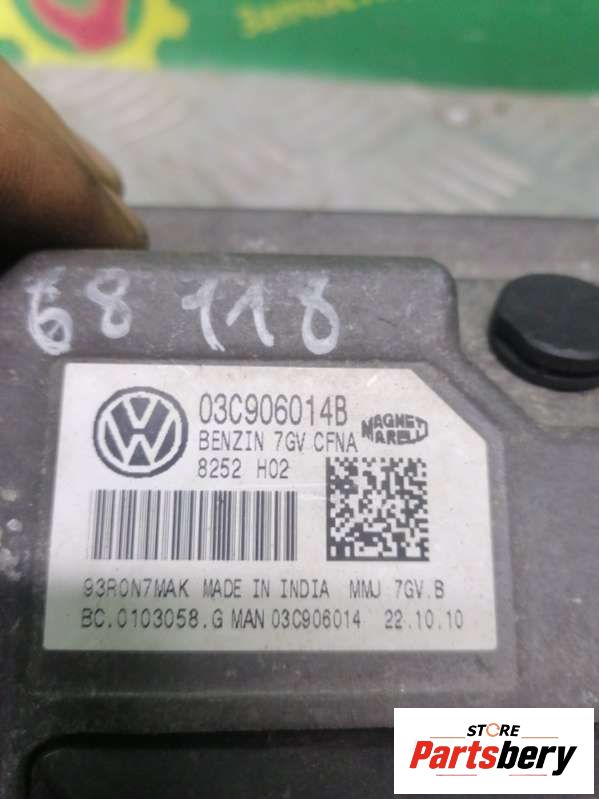 68 118
03C906014B
BENZIN 7GV CFNA
MAGNETI
MARELLI
8252 H02
93R0N7MAK MADE IN INDIA MMJ 7GV.B
BC.0103058.G MAN 03C906014 22.10.10
STORE
Partsbery